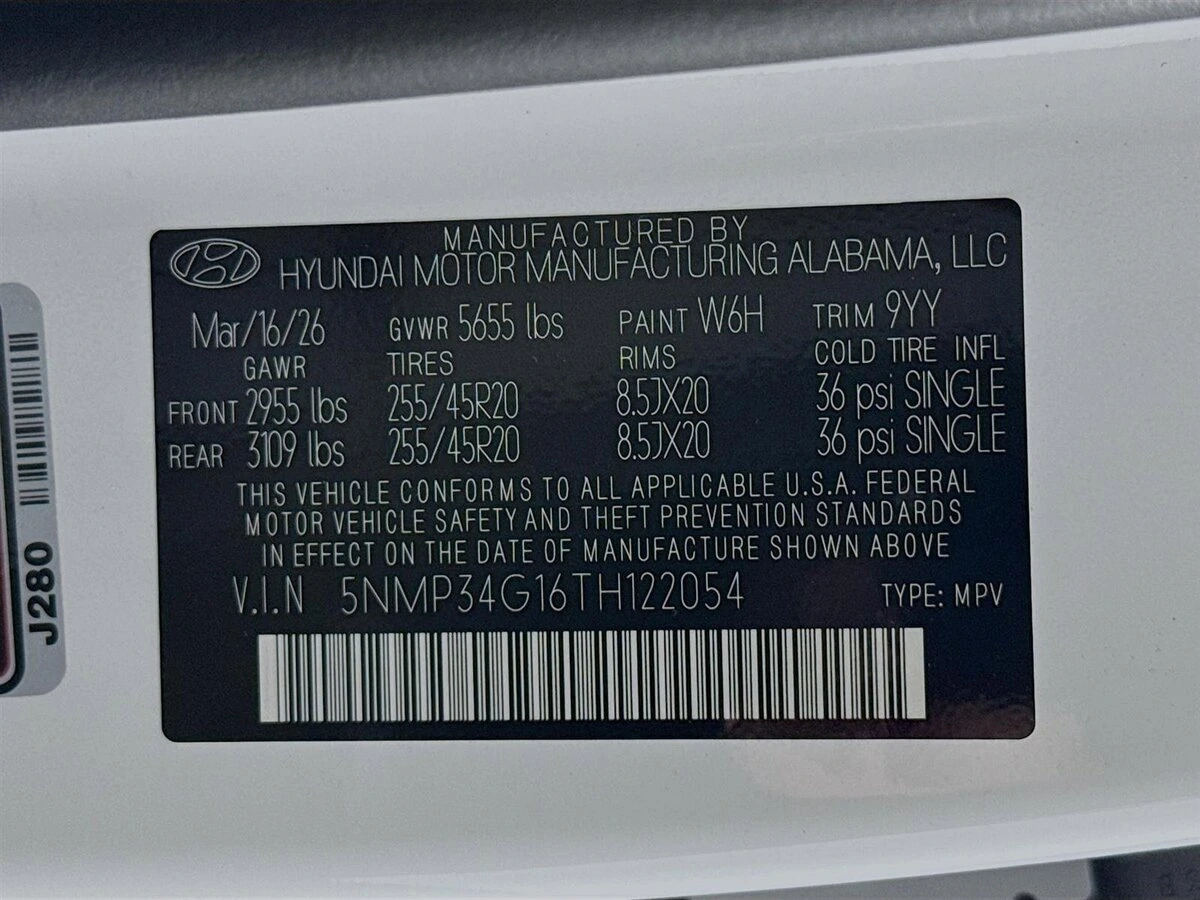 MANUFACTURED BY
HYUNDAI MOTOR MANUFACTURING ALABAMA, LLC
Mar/16/26 GVWR 5655 lbs PAINT W6H TRIM 9YY
GAWR TIRES RIMS COLD TIRE INFL
FRONT 2955 lbs 255/45R20 8.5JX20 36 psi SINGLE
REAR 3109 lbs 255/45R20 8.5JX20 36 psi SINGLE
THIS VEHICLE CONFORMS TO ALL APPLICABLE U.S.A. FEDERAL
MOTOR VEHICLE SAFETY AND THEFT PREVENTION STANDARDS
IN EFFECT ON THE DATE OF MANUFACTURE SHOWN ABOVE
V.I.N 5NMP34G16TH122054 TYPE: MPV
J280